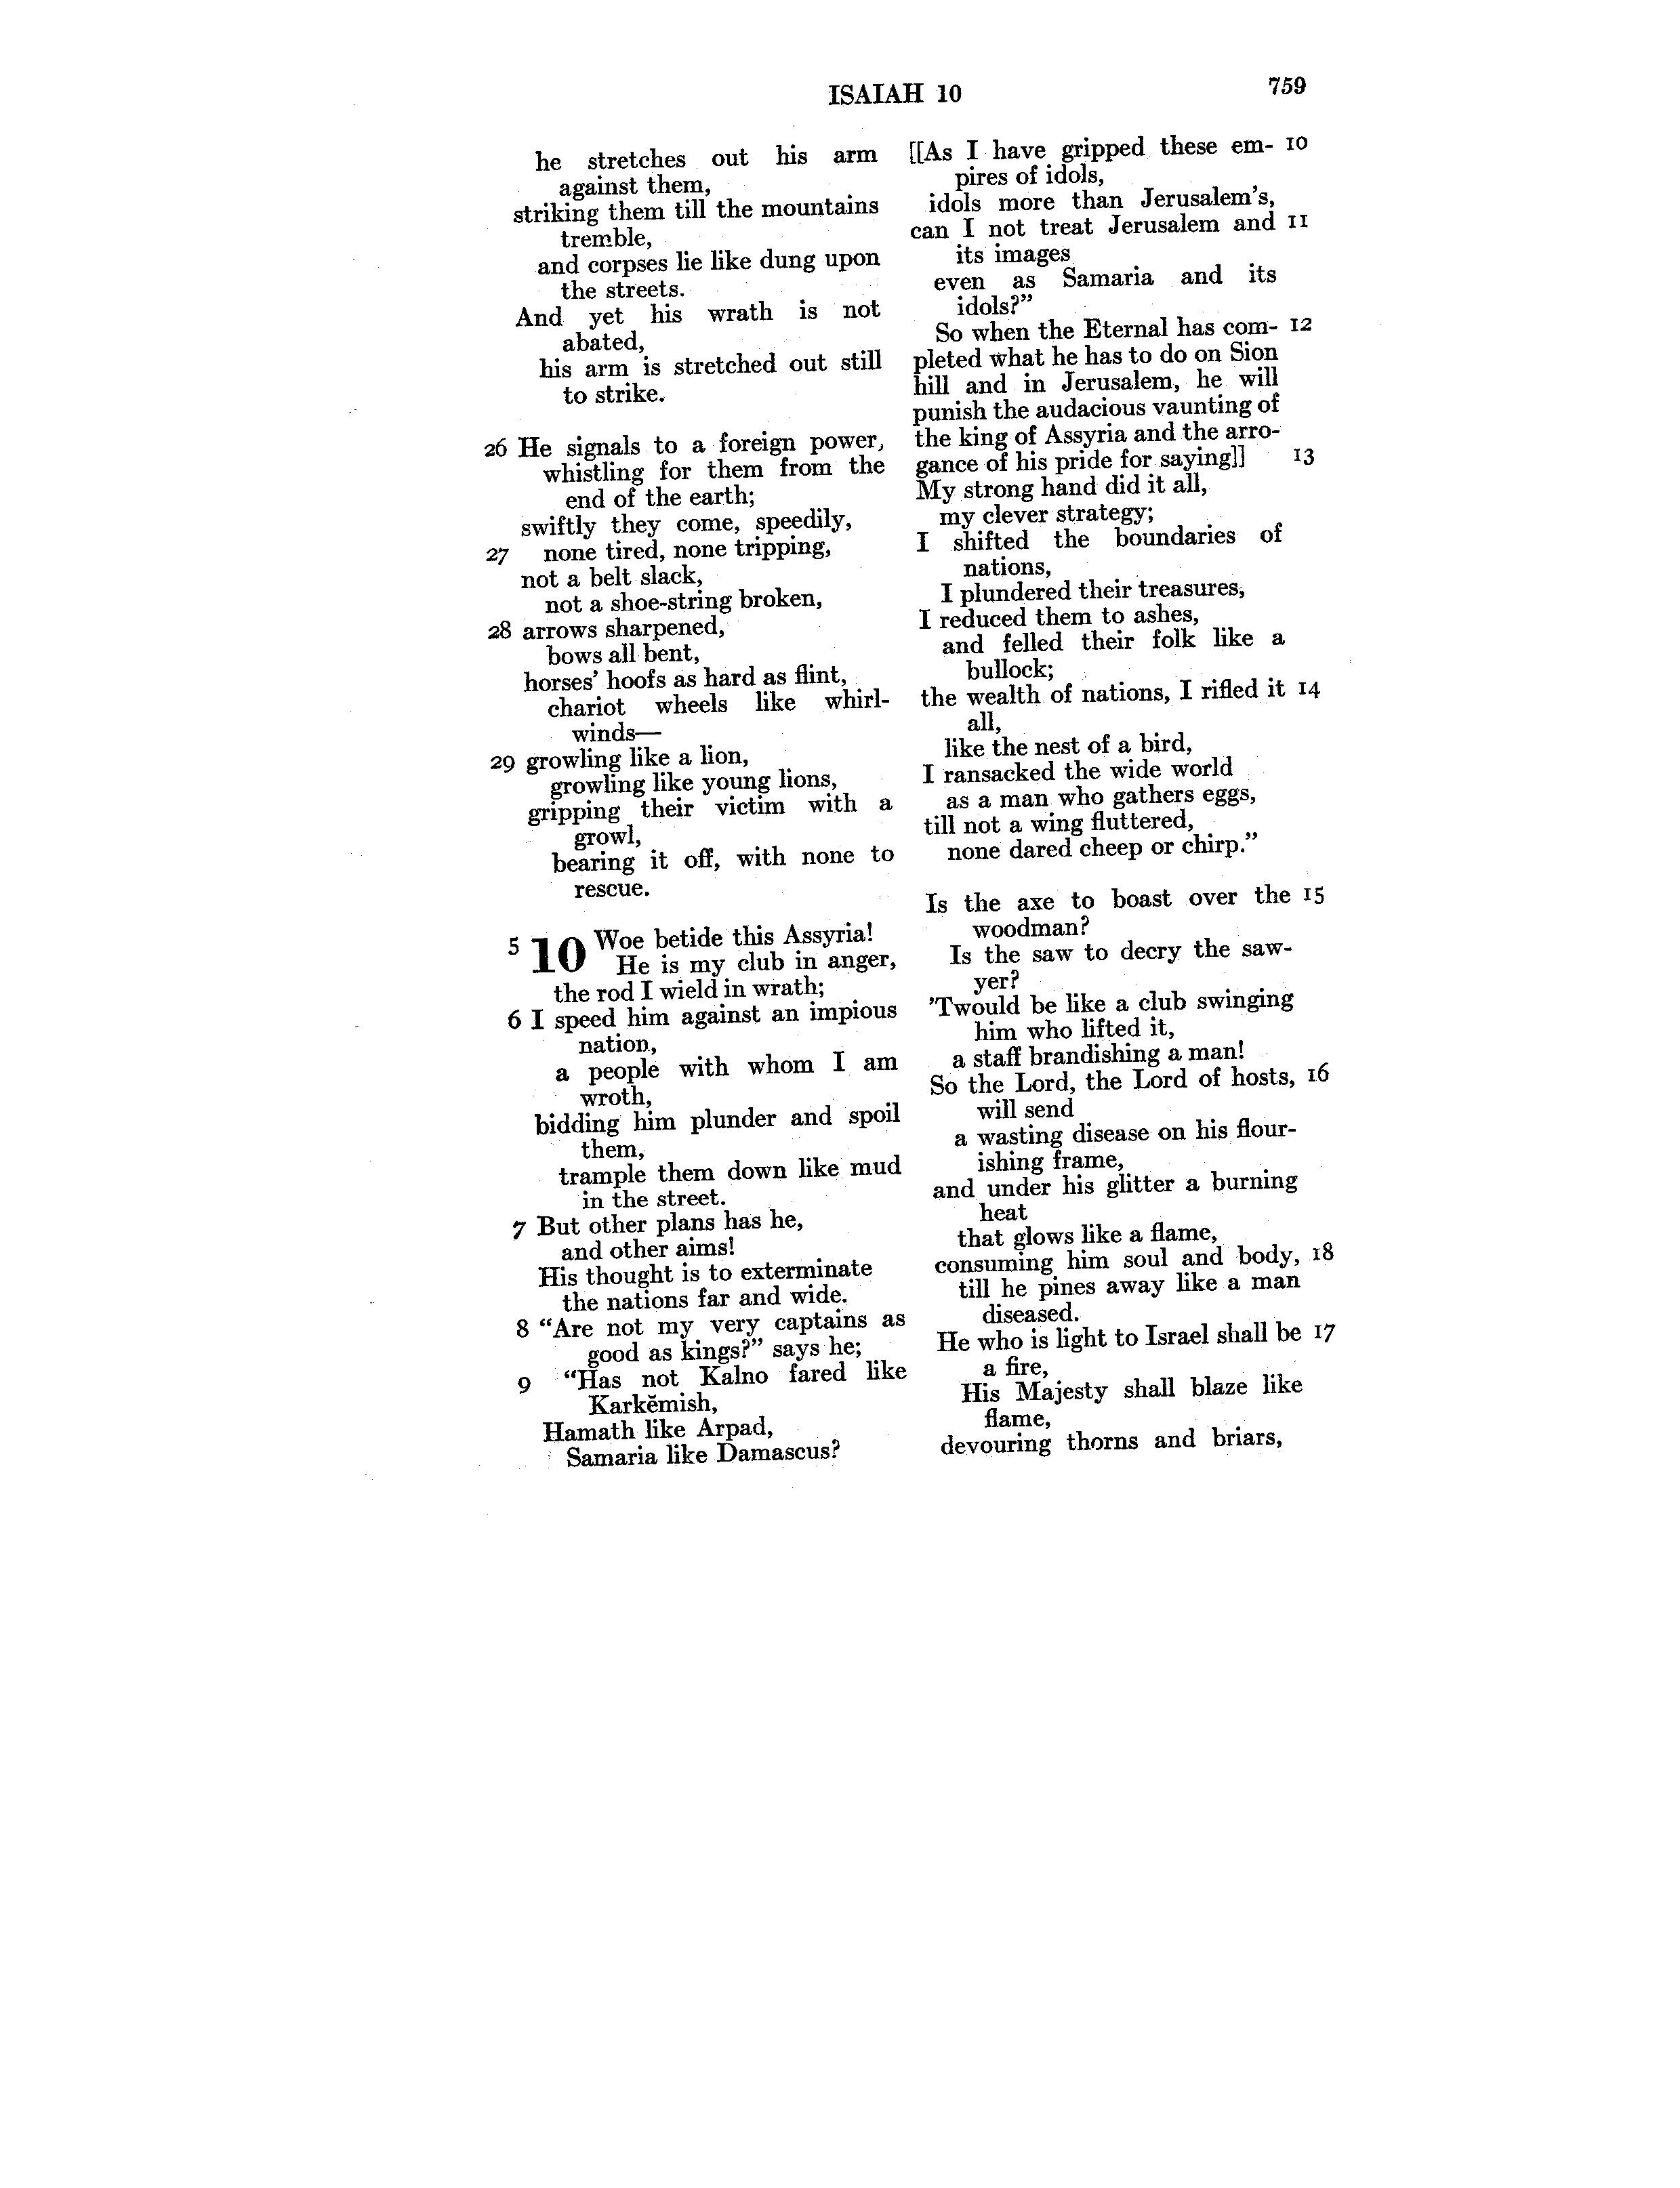 ISAIAH 10
759
he stretches out his arm
against them,
striking them till the mountains
tremble,
and corpses lie like dung upon
the streets.
And yet his wrath is not
abated,
his arm is stretched out still
to strike.
26 He signals to a foreign power,
whistling for them from the
end of the earth;
swiftly they come, speedily,
27 none tired, none tripping,
not a belt slack,
not a shoe-string broken,
28 arrows sharpened,
bows all bent,
horses' hoofs as hard as flint,
chariot wheels like whirl-
winds—
29 growling like a lion,
growling like young lions,
gripping their victim with a
growl,
bearing it off, with none to
rescue.
5 10 Woe betide this Assyria!
He is my club in anger,
the rod I wield in wrath;
6 I speed him against an impious
nation,
a people with whom I am
wroth,
bidding him plunder and spoil
them,
trample them down like mud
in the street.
7 But other plans has he,
and other aims!
His thought is to exterminate
the nations far and wide.
8 "Are not my very captains as
good as kings?" says he;
9 "Has not Kalno fared like
Karkĕmish,
Hamath like Arpad,
Samaria like Damascus?
[[As I have gripped these em- 10
pires of idols,
idols more than Jerusalem's,
can I not treat Jerusalem and 11
its images
even as Samaria and its
idols?"
So when the Eternal has com- 12
pleted what he has to do on Sion
hill and in Jerusalem, he will
punish the audacious vaunting of
the king of Assyria and the arro-
gance of his pride for saying]] 13
My strong hand did it all,
my clever strategy;
I shifted the boundaries of
nations,
I plundered their treasures,
I reduced them to ashes,
and felled their folk like a
bullock;
the wealth of nations, I rifled it 14
all,
like the nest of a bird,
I ransacked the wide world
as a man who gathers eggs,
till not a wing fluttered,
none dared cheep or chirp."
Is the axe to boast over the 15
woodman?
Is the saw to decry the saw-
yer?
'Twould be like a club swinging
him who lifted it,
a staff brandishing a man!
So the Lord, the Lord of hosts, 16
will send
a wasting disease on his flour-
ishing frame,
and under his glitter a burning
heat
that glows like a flame,
consuming him soul and body, 18
till he pines away like a man
diseased.
He who is light to Israel shall be 17
a fire,
His Majesty shall blaze like
flame,
devouring thorns and briars,